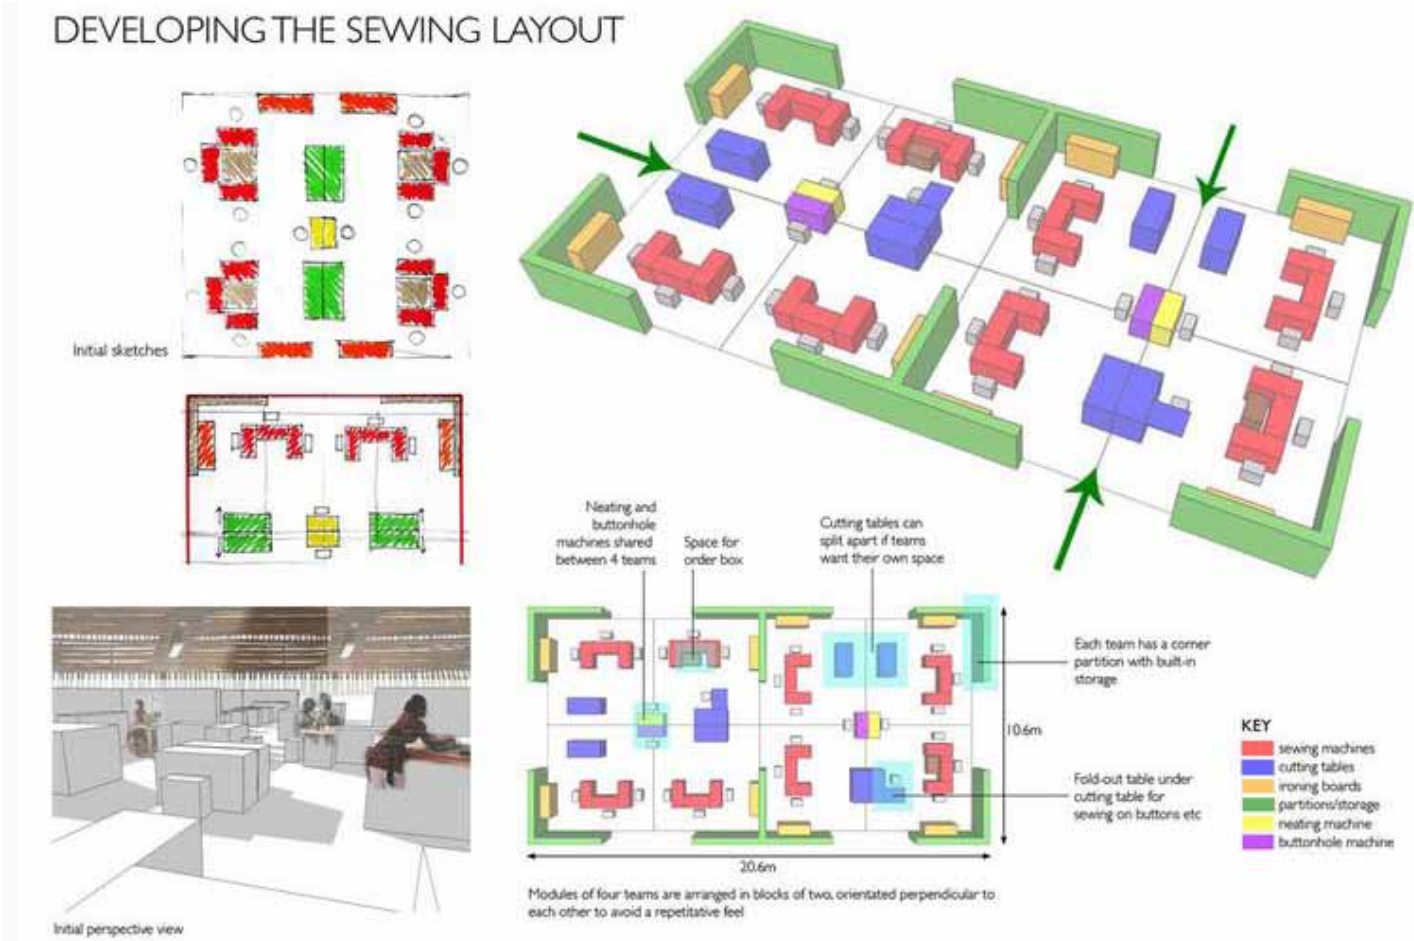 DEVELOPING THE SEWING LAYOUT
Initial sketches
Neating and
buttonhole
machines shared
between 4 teams
Space for
order box
Cutting tables can
split apart if teams
want their own space
Each team has a corner
partition with built-in
storage
10.6m
Fold-out table under
cutting table for
sewing on buttons etc
20.6m
Modules of four teams are arranged in blocks of two, orientated perpendicular to
each other to avoid a repetitative feel
KEY
sewing machines
cutting tables
ironing boards
partitions/storage
neating machine
buttonhole machine
Initial perspective view